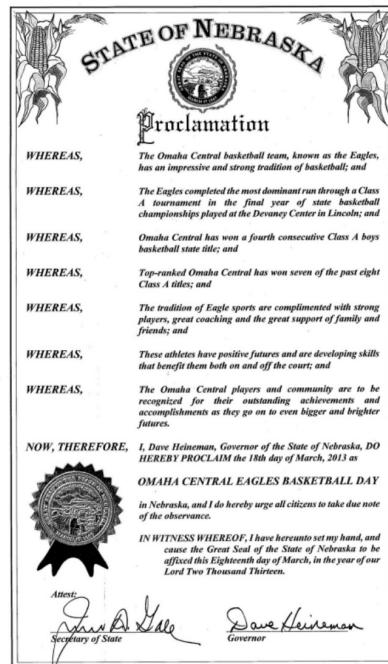 STATE OF NEBRASKA
Proclamation
WHEREAS, The Omaha Central basketball team, known as the Eagles,
has an impressive and strong tradition of basketball; and
WHEREAS, The Eagles completed the most dominant run through a Class
A tournament in the final year of state basketball
championships played at the Devaney Center in Lincoln; and
WHEREAS, Omaha Central has won a fourth consecutive Class A boys
basketball state title; and
WHEREAS, Top-ranked Omaha Central has won seven of the past eight
Class A titles; and
WHEREAS, The tradition of Eagle sports are complimented with strong
players, great coaching and the great support of family and
friends; and
WHEREAS, These athletes have positive futures and are developing skills
that benefit them both on and off the court; and
WHEREAS, The Omaha Central players and community are to be
recognized for their outstanding achievements and
accomplishments as they go on to even bigger and brighter
futures.
NOW, THEREFORE, I, Dave Heineman, Governor of the State of Nebraska, DO
HEREBY PROCLAIM the 18th day of March, 2013 as
OMAHA CENTRAL EAGLES BASKETBALL DAY
in Nebraska, and I do hereby urge all citizens to take due note
of the observance.
IN WITNESS WHEREOF, I have hereunto set my hand, and
cause the Great Seal of the State of Nebraska to be
affixed this Eighteenth day of March, in the year of our
Lord Two Thousand Thirteen.
Attest:
John A. Gale Dave Heineman
Secretary of State Governor